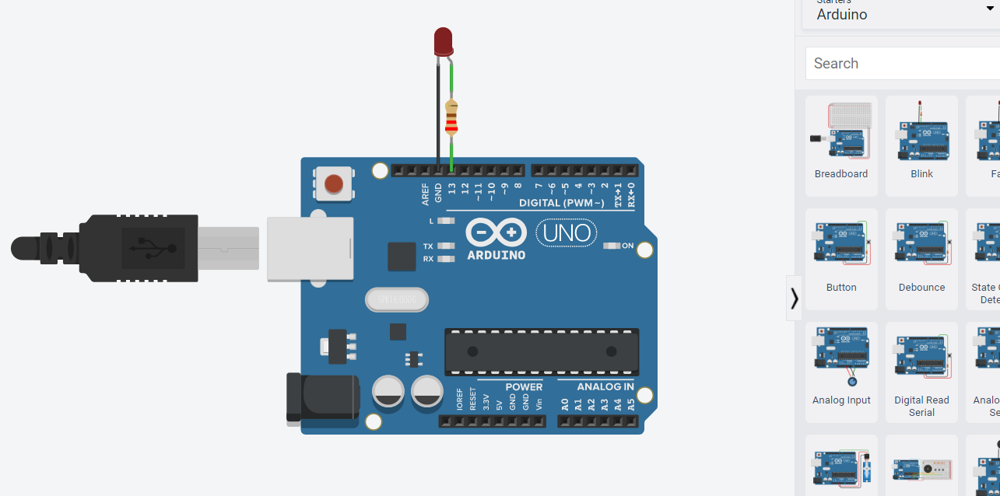 Starters
Arduino
Search
Breadboard
Blink
Fa
Button
Debounce
State C
Dete
Analog Input
Digital Read
Serial
Analo
Se
AREF
GND
13
12
~11
~10
~9
8
7
~6
~5
4
~3
2
TX→1
RX←0
DIGITAL (PWM~)
L
TX
RX
ARDUINO
UNO
ON
POWER
ANALOG IN
IOREF
RESET
3.3V
5V
GND
GND
Vin
A0
A1
A2
A3
A4
A5